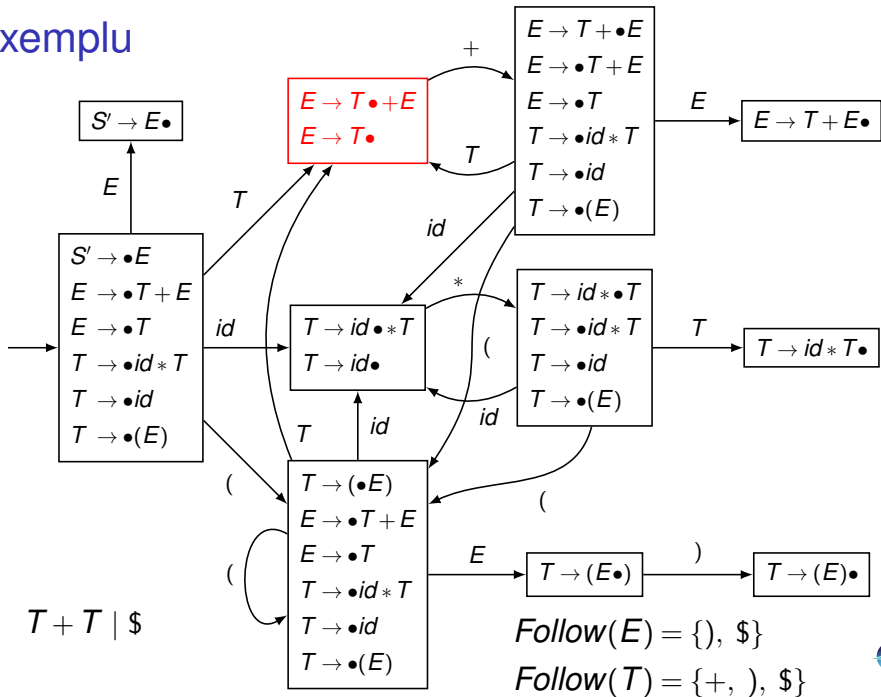 xemplu
S′ → E•
E
S′ → •E
E → •T + E
E → •T
T → •id * T
T → •id
T → •(E)
T
id
(
E → T• + E
E → T•
+
T
E → T + •E
E → •T + E
E → •T
T → •id * T
T → •id
T → •(E)
E
E → T + E•
id
(
T → id• * T
T → id•
*
id
T → id * •T
T → •id * T
T → •id
T → •(E)
T
T → id * T•
(
T
id
(
T → (•E)
E → •T + E
E → •T
T → •id * T
T → •id
T → •(E)
E
T → (E•)
)
T → (E)•
T + T | $
Follow(E) = {), $}
Follow(T) = {+, ), $}